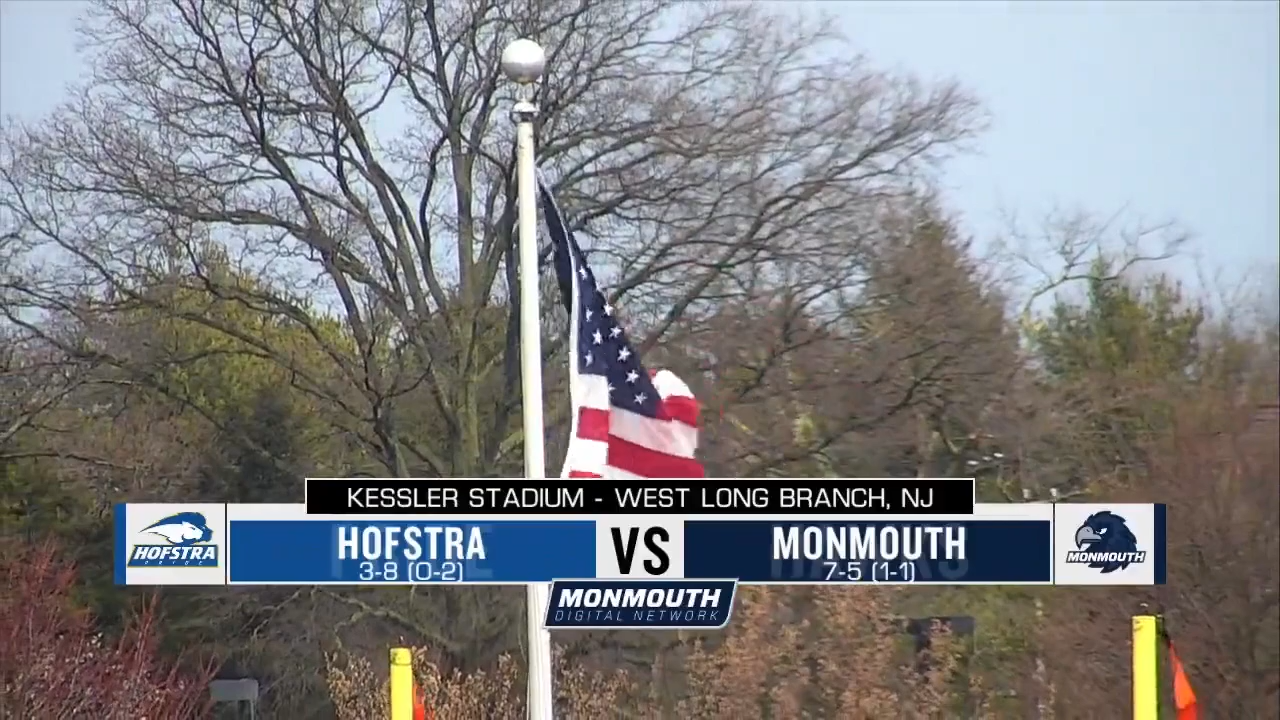 KESSLER STADIUM - WEST LONG BRANCH, NJ
HOFSTRA
PRIDE
HOFSTRA
3-8 (0-2)
VS
MONMOUTH
7-5 (1-1)
MONMOUTH
MONMOUTH
DIGITAL NETWORK